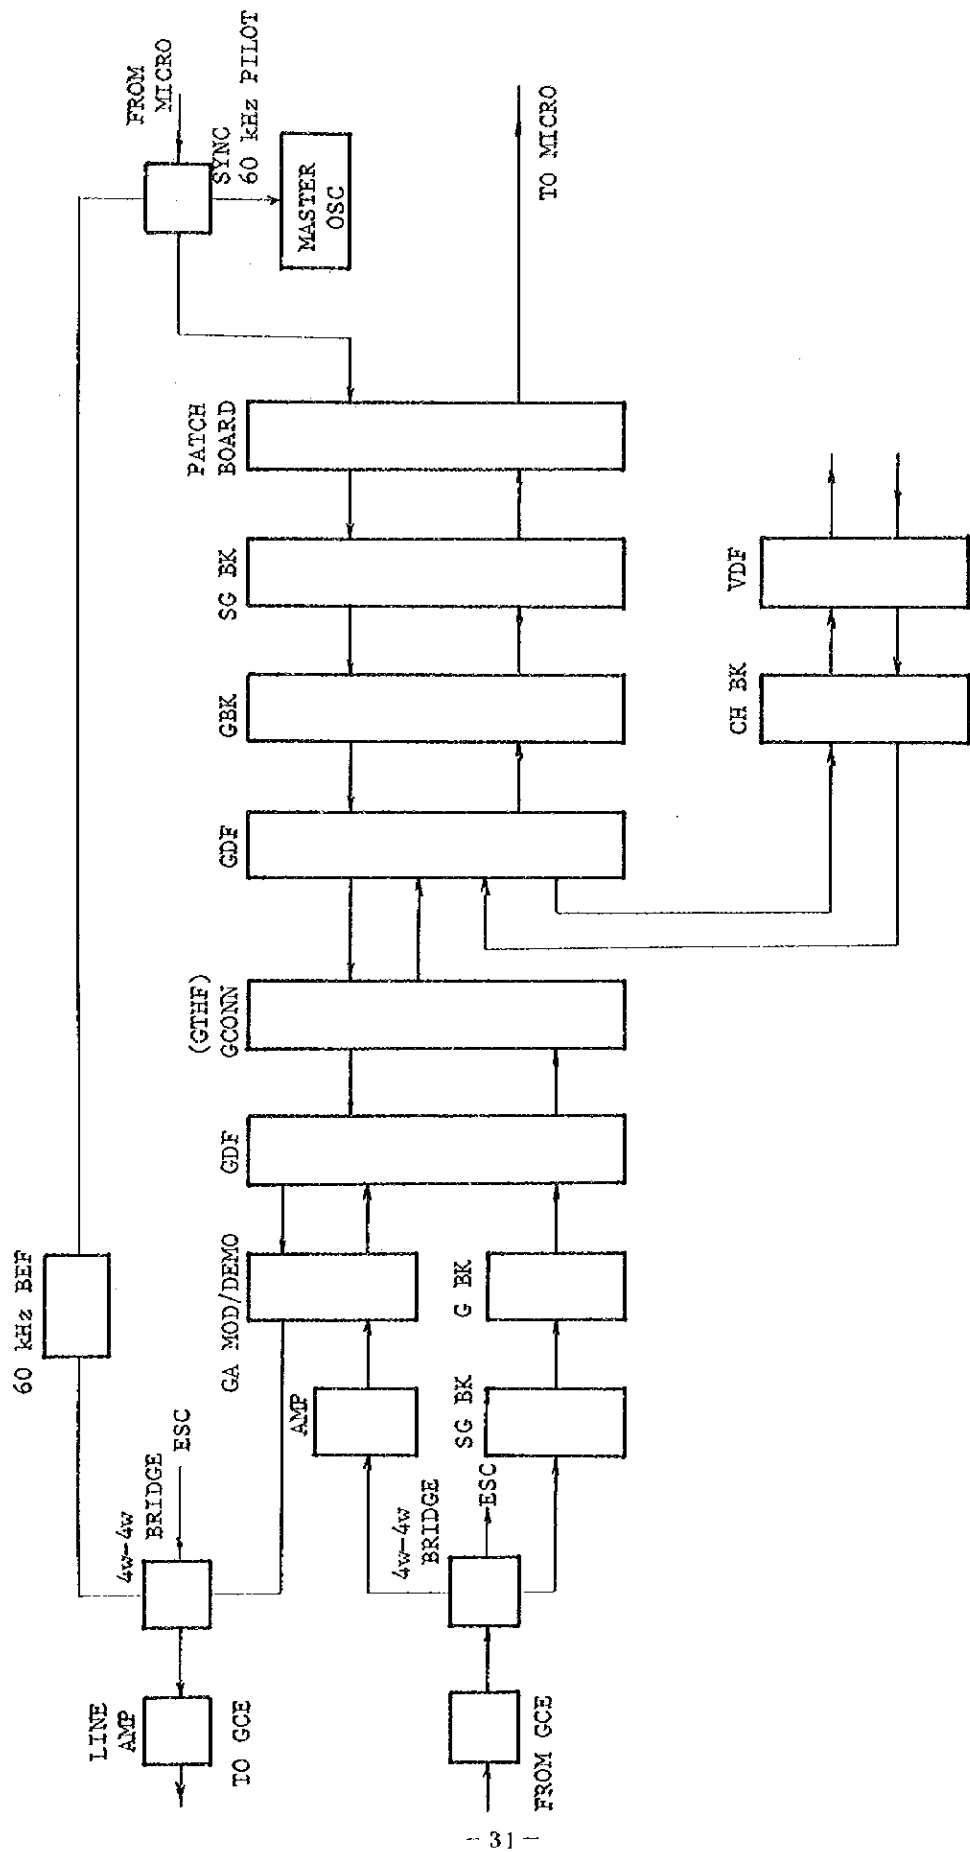 FROM
MICRO
SYNC
60 kHz PILOT
MASTER
OSC
TO MICRO
PATCH
BOARD
SG BK
GBK
GDF
(GTHF)
GCONN
GDF
VDF
CH BK
60 kHz BEF
GA MOD/DEMO
G BK
AMP
SG BK
4w-4w
BRIDGE
ESC
4w-4w
BRIDGE
ESC
LINE
AMP
TO GCE
FROM GCE
- 31 -